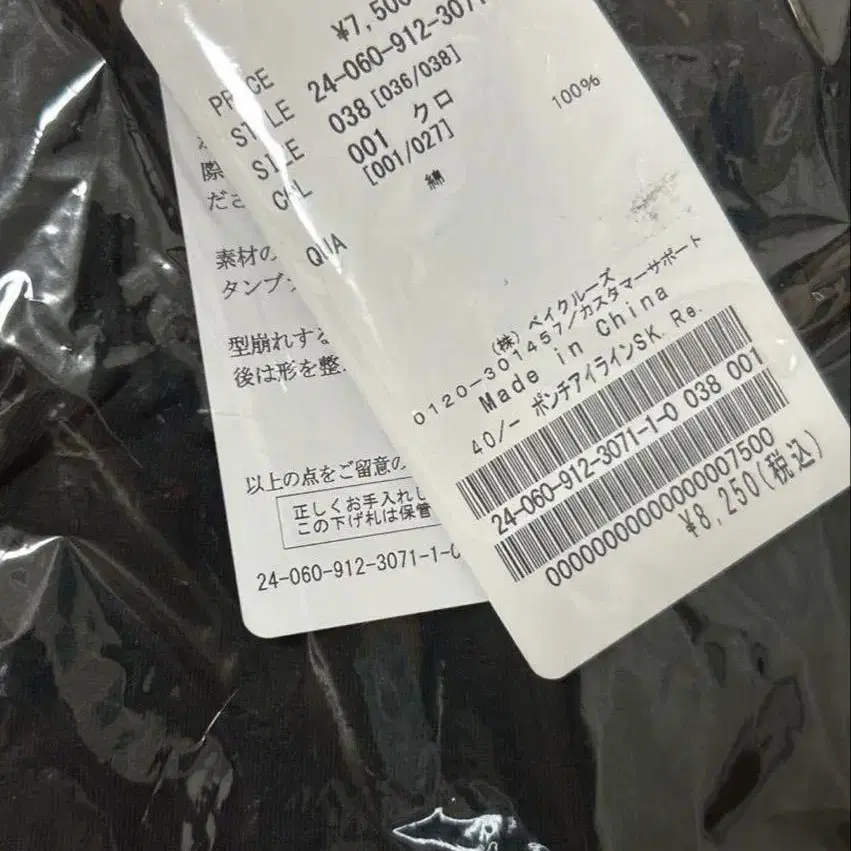 PRICE ¥7,500
STYLE 24-060-912-3071
SIZE 038 [036/038]
COL 001 クロ
[001/027]
QUA 綿 100%
(株) ベイクルーズ
0120-301457/カスタマーサポート
Made in China
40/- ポンチアイラインSK. Re.
24-060-912-3071-1-0 038 001
0000000000000007500
¥8,250(税込)
際
ださ
素材の
タンブ
型崩れする
後は形を整
以上の点をご留意の
正しくお手入れし
この下げ札は保管
24-060-912-3071-1-0